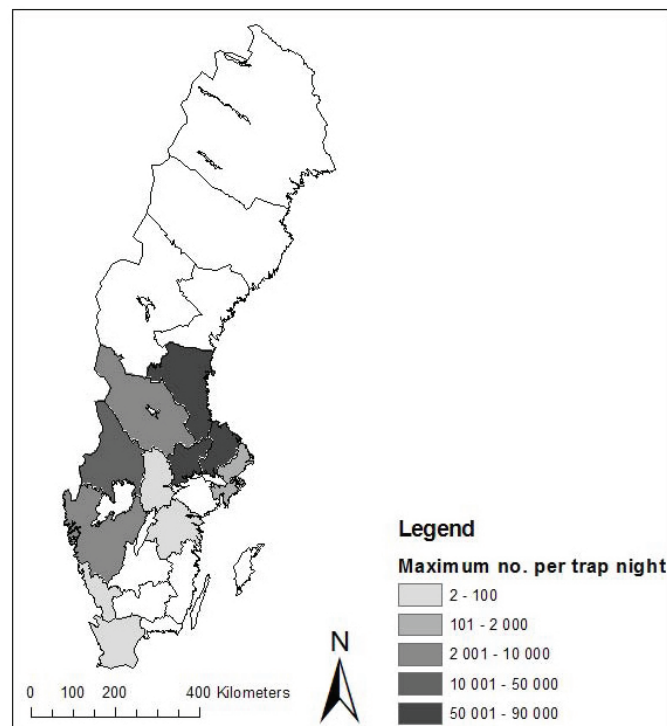 Legend
Maximum no. per trap night
2 - 100
101 - 2 000
2 001 - 10 000
10 001 - 50 000
50 001 - 90 000
N
0 100 200 400 Kilometers